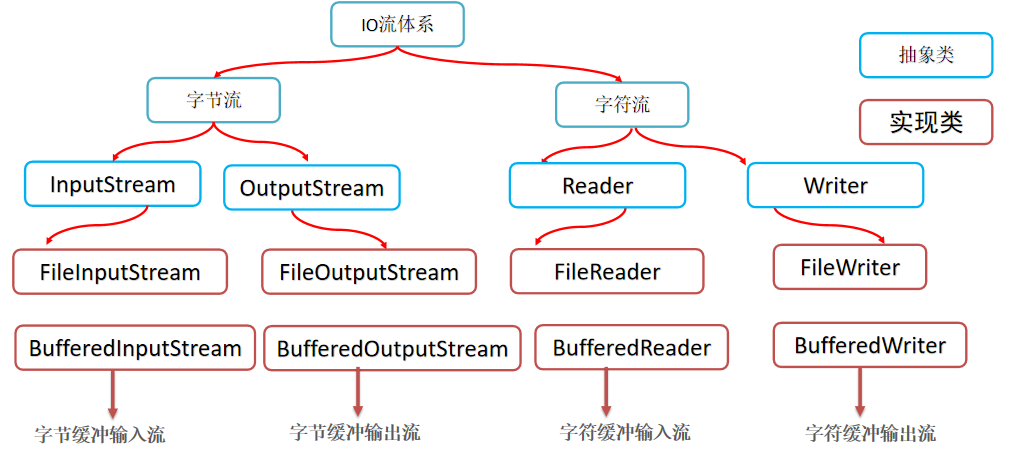 IO流体系
抽象类
字节流
字符流
实现类
InputStream
OutputStream
Reader
Writer
FileInputStream
FileOutputStream
FileReader
FileWriter
BufferedInputStream
BufferedOutputStream
BufferedReader
BufferedWriter
字节缓冲输入流
字节缓冲输出流
字符缓冲输入流
字符缓冲输出流